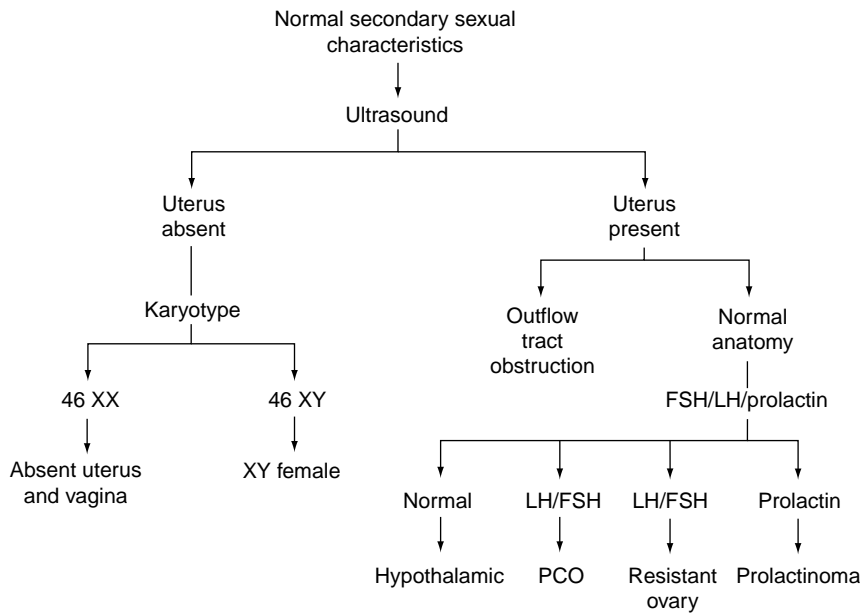 Normal secondary sexual
characteristics
Ultrasound
Uterus
absent
Uterus
present
Karyotype
Outflow
tract
obstruction
Normal
anatomy
46 XX
46 XY
FSH/LH/prolactin
Absent uterus
and vagina
XY female
Normal
LH/FSH
LH/FSH
Prolactin
Hypothalamic
PCO
Resistant
ovary
Prolactinoma